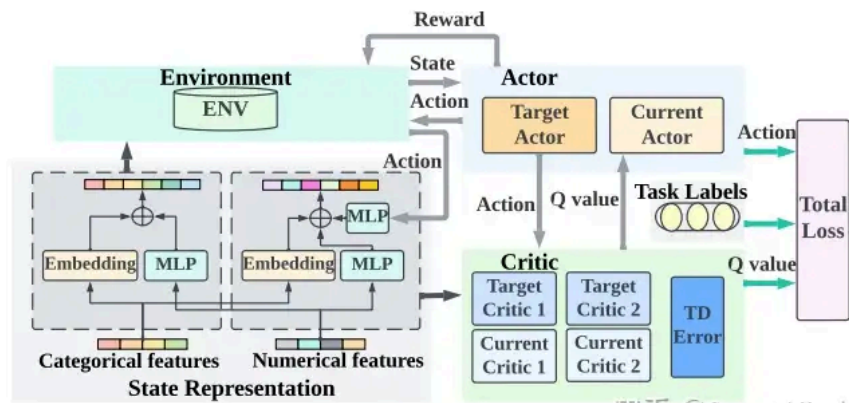 Reward
Environment
ENV
State
Action
Actor
Target
Actor
Current
Actor
Action
Action
Action
Q value
Task Labels
Total
Loss
Q value
MLP
Embedding
MLP
Embedding
MLP
Critic
Target
Critic 1
Target
Critic 2
Current
Critic 1
Current
Critic 2
TD
Error
Categorical features
Numerical features
State Representation